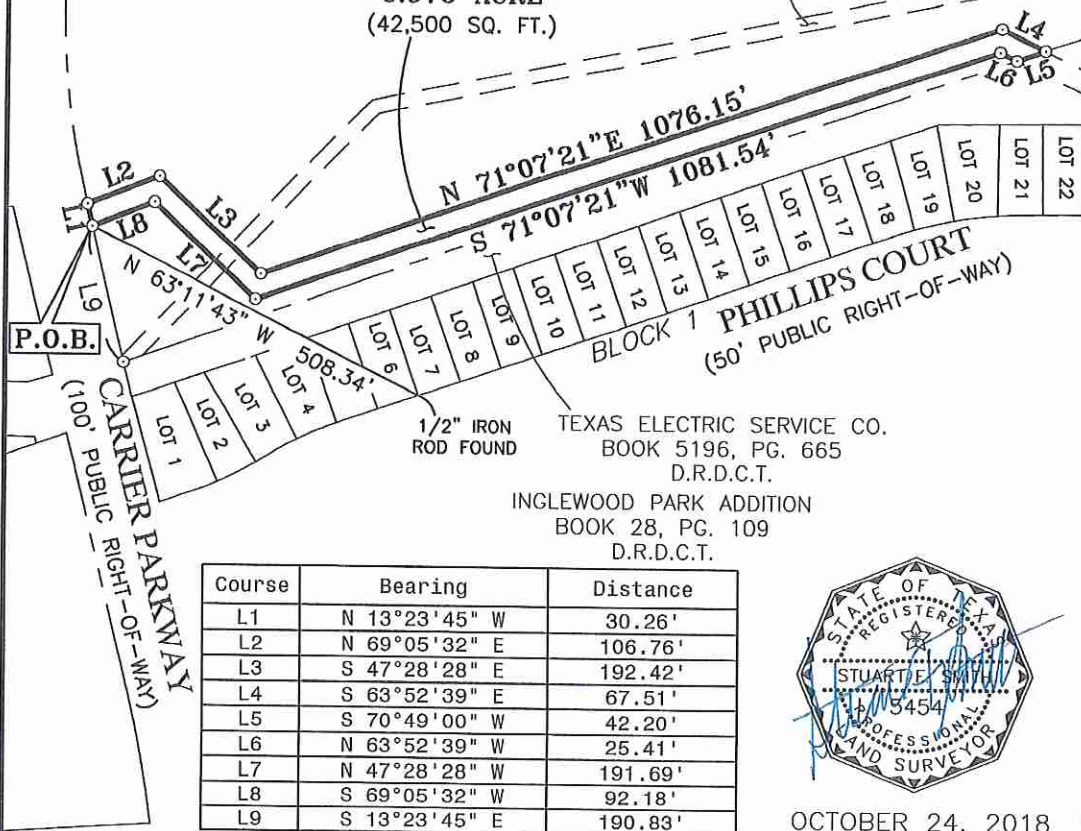 (42,500 SQ. FT.)
L4
L5
L6
L2
L1
L8
L3
L7
L9
N 71°07'21"E 1076.15'
S 71°07'21"W 1081.54'
N 63°11'43" W 508.34'
P.O.B.
LOT 1
LOT 2
LOT 3
LOT 4
LOT 6
LOT 7
LOT 8
LOT 9
LOT 10
LOT 11
LOT 12
LOT 13
LOT 14
LOT 15
LOT 16
LOT 17
LOT 18
LOT 19
LOT 20
LOT 21
LOT 22
BLOCK 1
PHILLIPS COURT
(50' PUBLIC RIGHT-OF-WAY)
CARRIER PARKWAY
(100' PUBLIC RIGHT-OF-WAY)
1/2" IRON
ROD FOUND
TEXAS ELECTRIC SERVICE CO.
BOOK 5196, PG. 665
D.R.D.C.T.
INGLEWOOD PARK ADDITION
BOOK 28, PG. 109
D.R.D.C.T.
Course Bearing Distance
L1 N 13°23'45" W 30.26'
L2 N 69°05'32" E 106.76'
L3 S 47°28'28" E 192.42'
L4 S 63°52'39" E 67.51'
L5 S 70°49'00" W 42.20'
L6 N 63°52'39" W 25.41'
L7 N 47°28'28" W 191.69'
L8 S 69°05'32" W 92.18'
L9 S 13°23'45" E 190.83'
STATE OF TEXAS
REGISTERED
STUART F. SMITH
5454
PROFESSIONAL
LAND SURVEYOR
OCTOBER 24, 2018